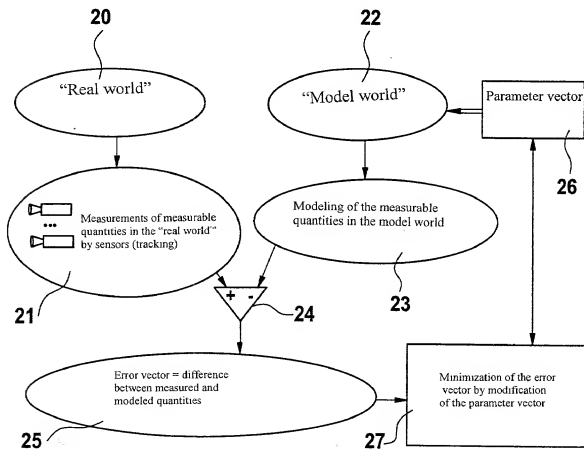 20
22
"Real world"
"Model world"
Parameter vector
26
Measurements of measurable
quantities in the "real world"
by sensors (tracking)
21
Modeling of the measurable
quantities in the model world
23
+ -
24
Error vector = difference
between measured and
modeled quantities
25
Minimization of the error
vector by modification
of the parameter vector
27